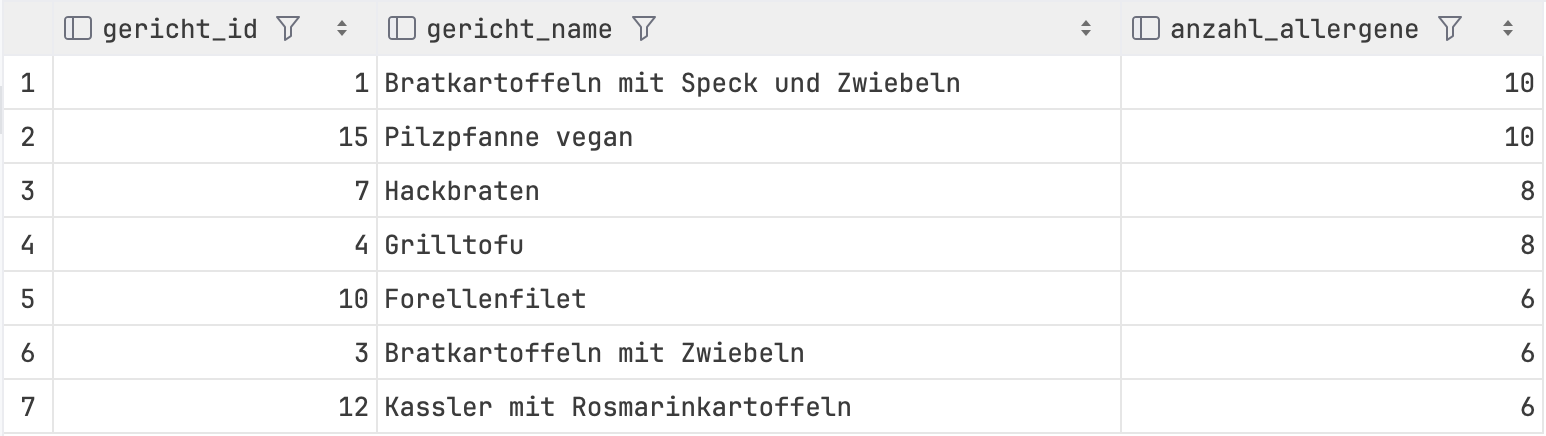 gericht_id gericht_name anzahl_allergene
1 1 Bratkartoffeln mit Speck und Zwiebeln 10
2 15 Pilzpfanne vegan 10
3 7 Hackbraten 8
4 4 Grilltofu 8
5 10 Forellenfilet 6
6 3 Bratkartoffeln mit Zwiebeln 6
7 12 Kassler mit Rosmarinkartoffeln 6